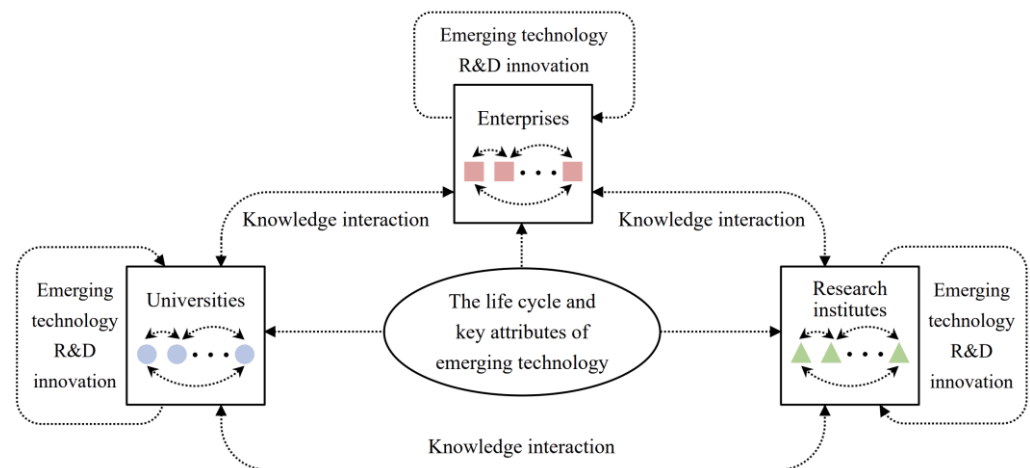 Emerging technology
R&D innovation
Enterprises
Knowledge interaction
Knowledge interaction
Emerging
technology
R&D
innovation
Universities
The life cycle and
key attributes of
emerging technology
Research
institutes
Emerging
technology
R&D
innovation
Knowledge interaction